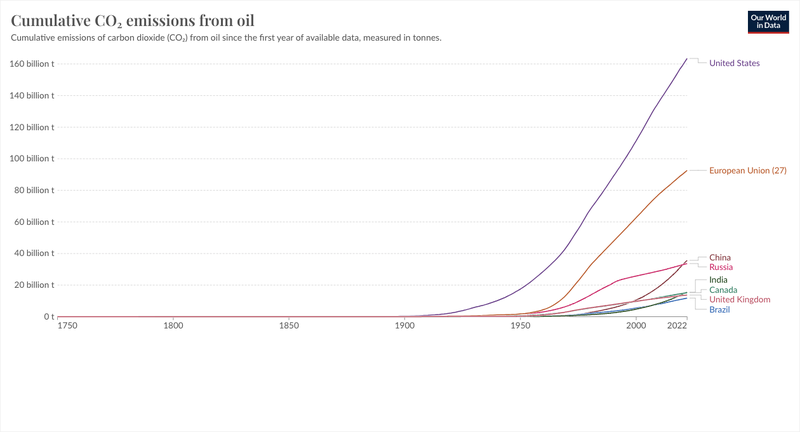 Cumulative CO₂ emissions from oil
Our World
in Data
Cumulative emissions of carbon dioxide (CO₂) from oil since the first year of available data, measured in tonnes.
160 billion t
140 billion t
120 billion t
100 billion t
80 billion t
60 billion t
40 billion t
20 billion t
0 t
United States
European Union (27)
China
Russia
India
Canada
United Kingdom
Brazil
1750 1800 1850 1900 1950 2000 2022